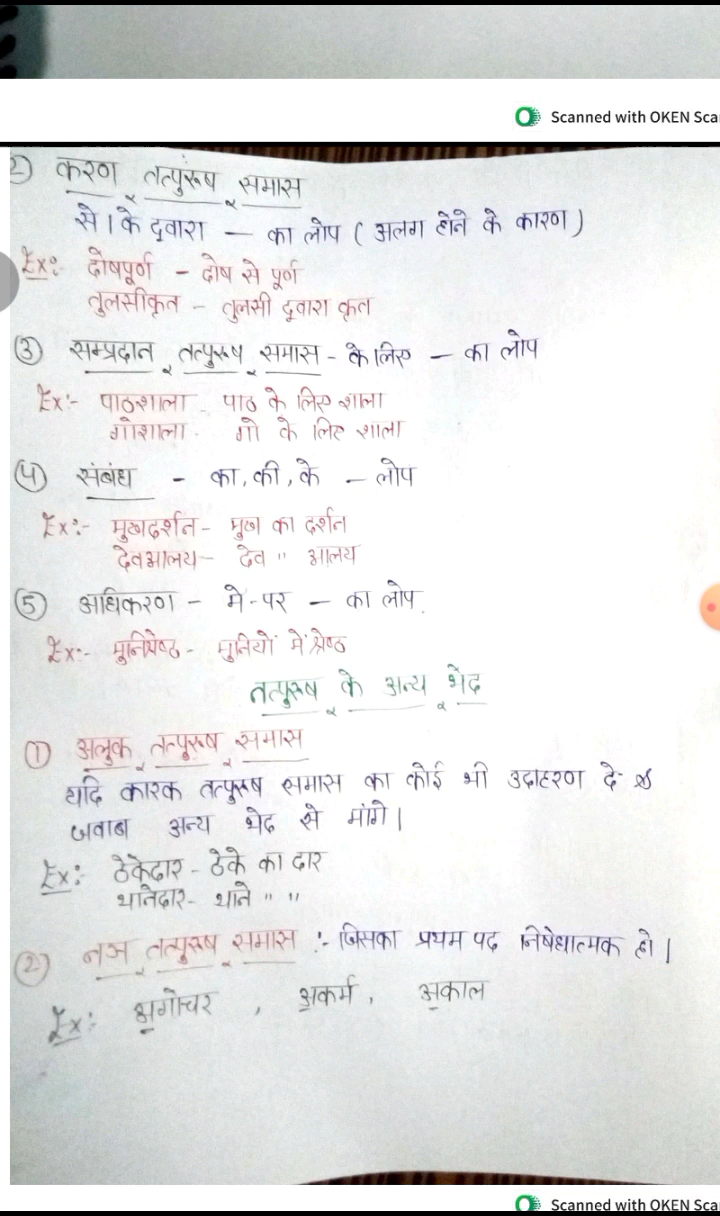 Scanned with OKEN Sca
2) करण तत्पुरूष समास
से । के द्वारा — का लोप ( अलग होने के कारण )
Ex:- दोषपूर्ण - दोष से पूर्ण
तुलसीकृत - तुलसी द्वारा कृत
③ सम्प्रदान तत्पुरूष समास - के लिए — का लोप
Ex:- पाठशाला - पाठ के लिए शाला
गोशाला - गो के लिए शाला
④ संबंध - का, की, के — लोप
Ex:- मुखदर्शन - मुख का दर्शन
देवआलय - देव " आलय
⑤ अधिकरण - मे - पर — का लोप.
Ex:- मुनिश्रेष्ठ - मुनियों में श्रेष्ठ
तत्पुरूष के अन्य भेद
① अलुक तत्पुरूष समास
यदि कारक तत्पुरूष समास का कोई भी उदाहरण दे
जवाब अन्य भेद से मांगे |
Ex:- ठेकेदार - ठेके का दार
थानेदार - थाने " "
② नञ तत्पुरूष समास :- जिसका प्रथम पद निषेधात्मक हो |
Ex:- अगोचर , अकर्म , अकाल
Scanned with OKEN Sca